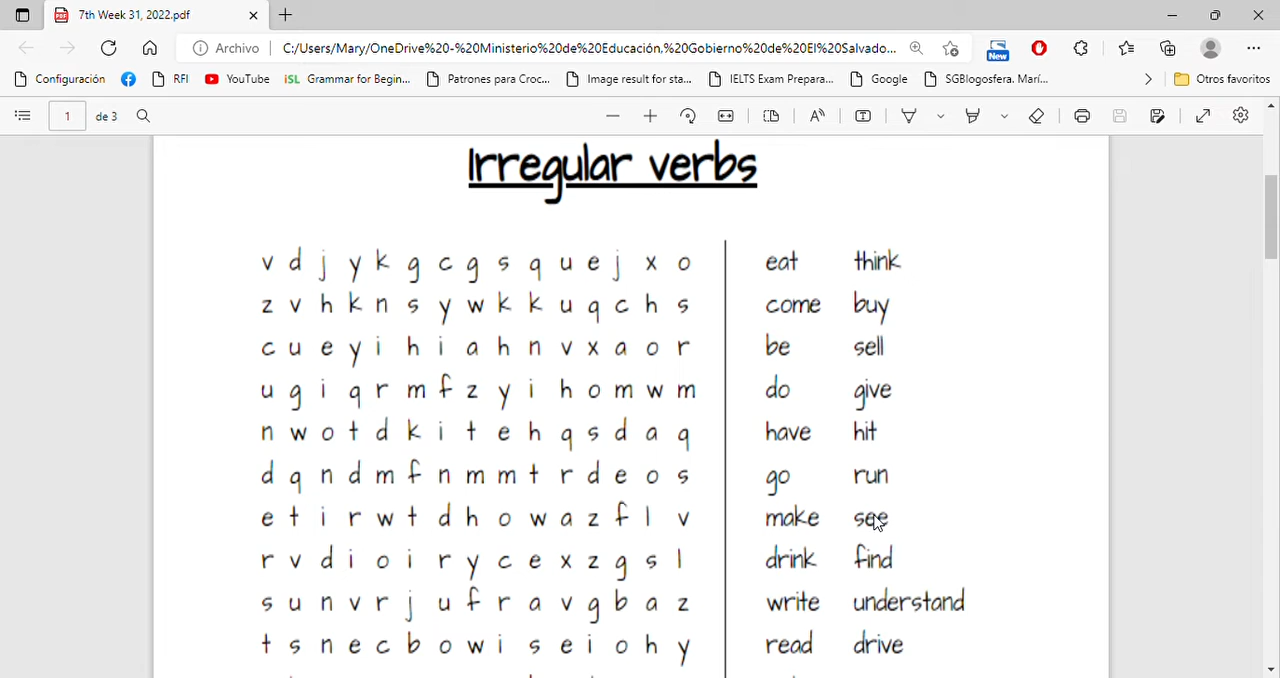 7th Week 31, 2022.pdf
Archivo C:/Users/Mary/OneDrive%20-%20Ministerio%20de%20Educación,%20Gobierno%20de%20El%20Salvado... New
Configuración RFI YouTube iSL Grammar for Begin... Patrones para Croc... Image result for sta... IELTS Exam Prepara... Google SGBlogosfera. Marí... Otros favoritos
1 de 3
Irregular verbs
v d j y k g c g s q u e j x o eat think
z v h k n s y w k k u q c h s come buy
c u e y i h i a h n v x a o r be sell
u g i q r m f z y i h o m w m do give
n w o t d k i t e h q s d a q have hit
d q n d m f n m m t r d e o s go run
e t i r w t d h o w a z f l v make see
r v d i o i r y c e x z g s l drink find
s u n v r j u f r a v g b a z write understand
t s n e c b o w i s e i o h y read drive